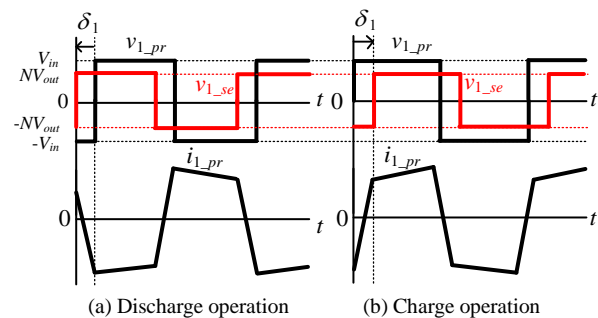 δ1 δ1
Vin v1_pr v1_pr
NVout v1_se
0 t 0 v1_se t
-NVout
-Vin
i1_pr i1_pr
0 t 0 t
(a) Discharge operation (b) Charge operation